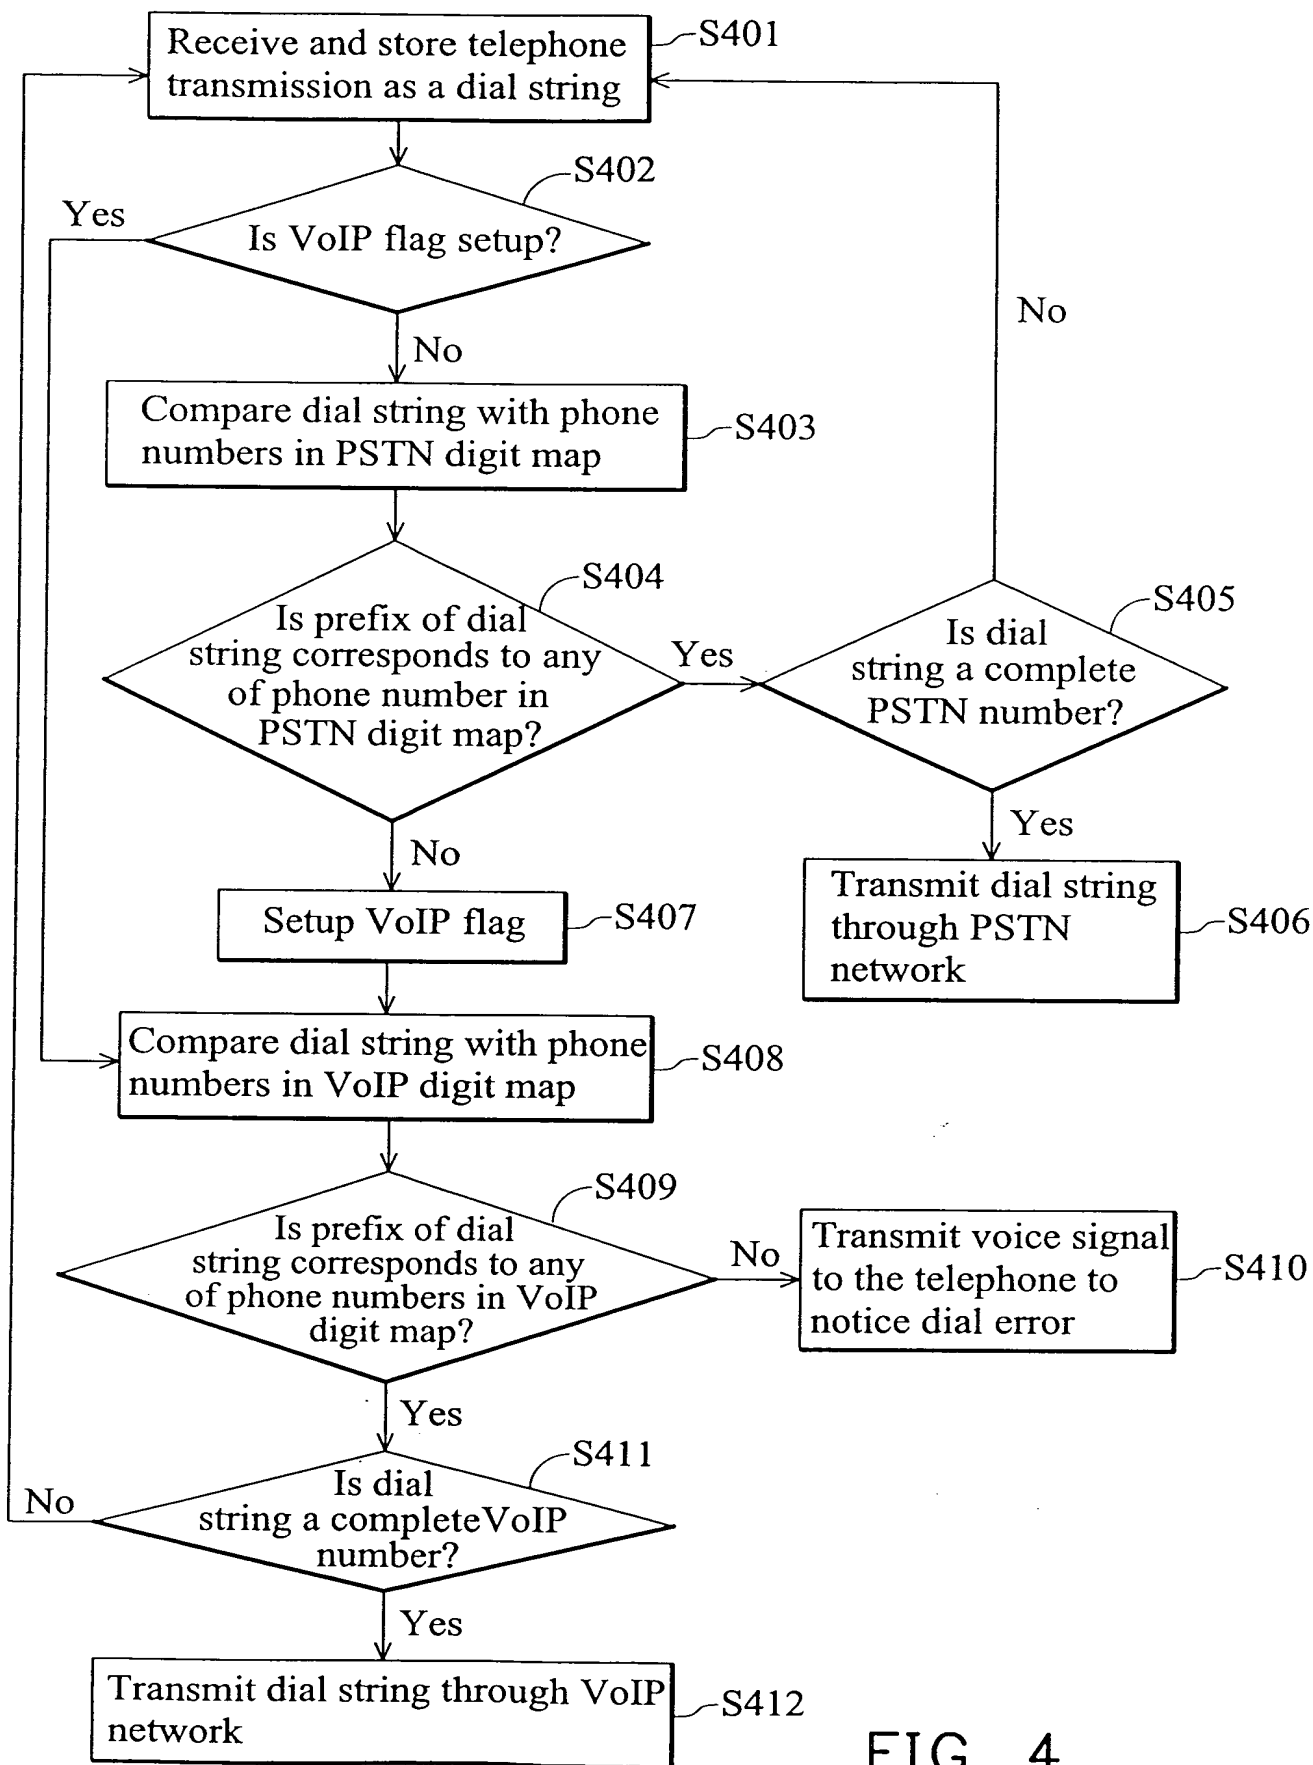 Receive and store telephone
transmission as a dial string
S401
S402
Yes
Is VoIP flag setup?
No
No
Compare dial string with phone
numbers in PSTN digit map
S403
S404
Is prefix of dial
string corresponds to any
of phone number in
PSTN digit map?
Yes
S405
Is dial
string a complete
PSTN number?
No
Yes
Setup VoIP flag
S407
Transmit dial string
through PSTN
network
S406
Compare dial string with phone
numbers in VoIP digit map
S408
S409
Is prefix of dial
string corresponds to any
of phone numbers in VoIP
digit map?
No
Transmit voice signal
to the telephone to
notice dial error
S410
Yes
S411
No
Is dial
string a completeVoIP
number?
Yes
Transmit dial string through VoIP
network
S412
FIG. 4